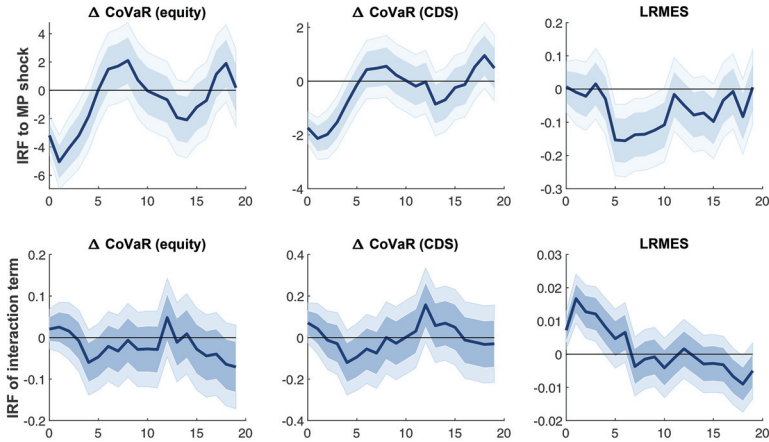 Δ CoVaR (equity)
Δ CoVaR (CDS)
LRMES
IRF to MP shock
4
2
0
-2
-4
-6
0 5 10 15 20
2
0
-2
-4
0 5 10 15 20
0.2
0.1
0
-0.1
-0.2
-0.3
0 5 10 15 20
Δ CoVaR (equity)
Δ CoVaR (CDS)
LRMES
IRF of interaction term
0.2
0.1
0
-0.1
-0.2
0 5 10 15 20
0.4
0.2
0
-0.2
-0.4
0 5 10 15 20
0.03
0.02
0.01
0
-0.01
-0.02
0 5 10 15 20